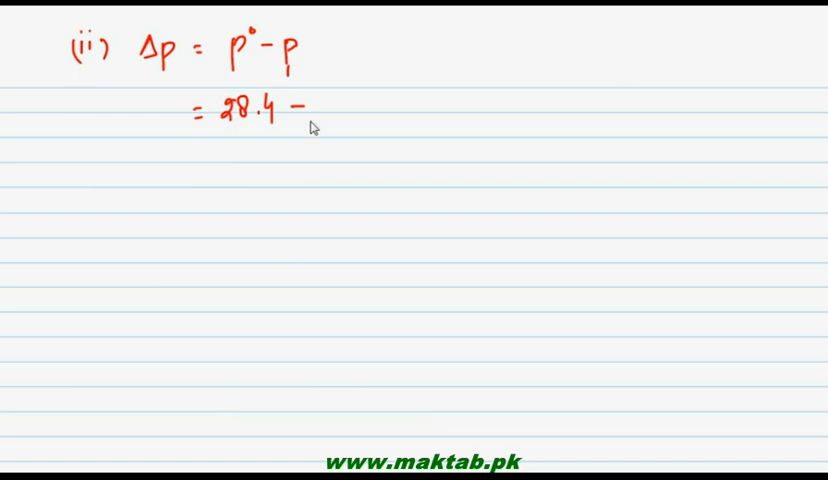 (ii) Δp = p° - p
= 28.4 -
www.maktab.pk